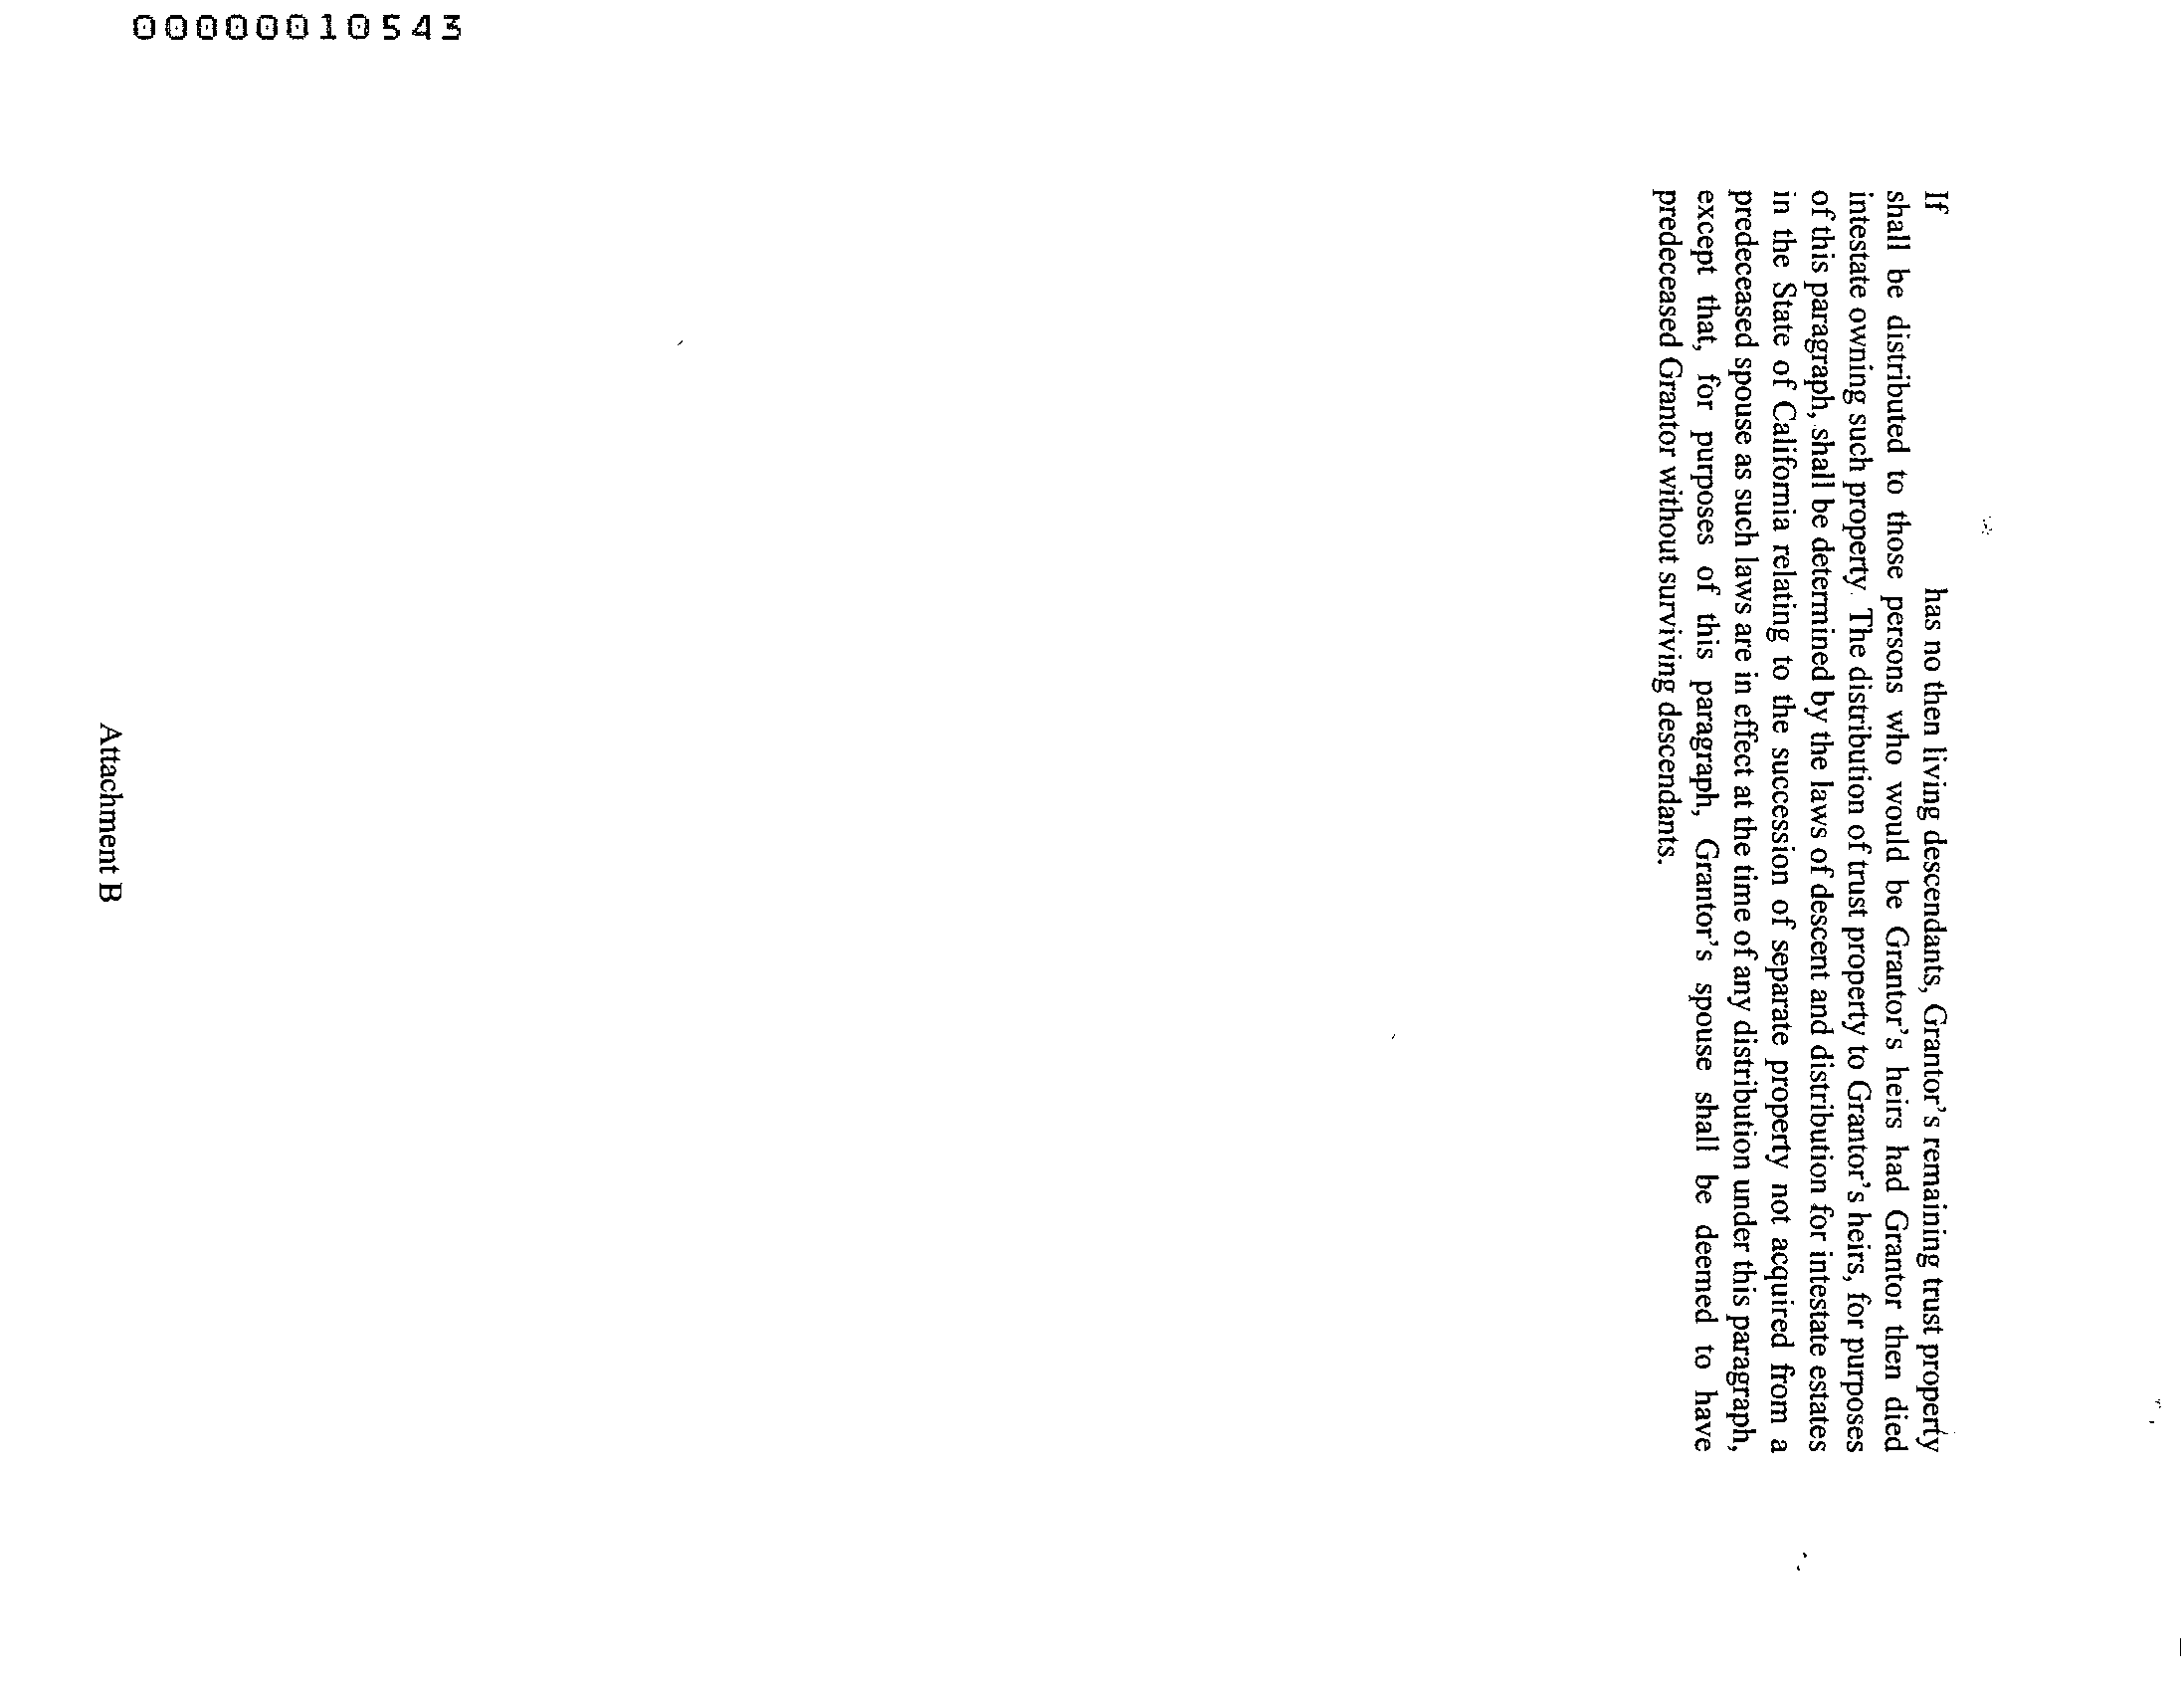 00000010543
If has no then living descendants, Grantor's remaining trust property
shall be distributed to those persons who would be Grantor's heirs had Grantor then died
intestate owning such property. The distribution of trust property to Grantor's heirs, for purposes
of this paragraph, shall be determined by the laws of descent and distribution for intestate estates
in the State of California relating to the succession of separate property not acquired from a
predeceased spouse as such laws are in effect at the time of any distribution under this paragraph,
except that, for purposes of this paragraph, Grantor's spouse shall be deemed to have
predeceased Grantor without surviving descendants.
Attachment B